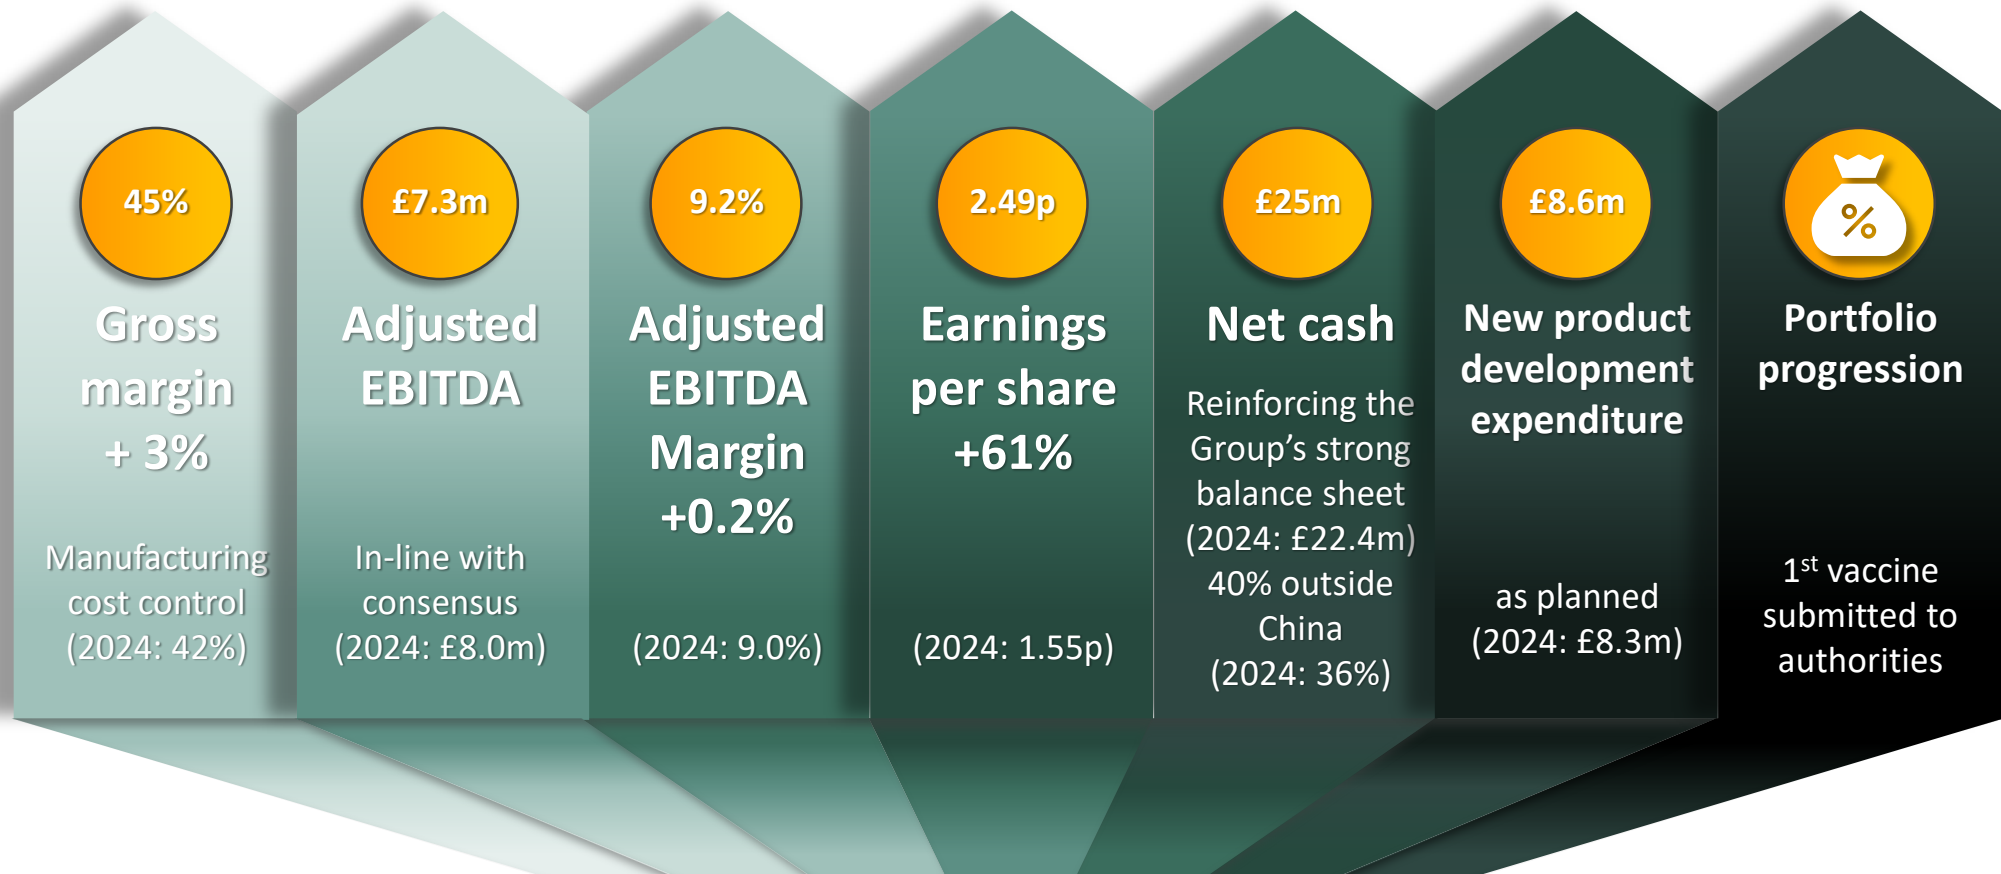 45%
Gross
margin
+ 3%
Manufacturing
cost control
(2024: 42%)
£7.3m
Adjusted
EBITDA
In-line with
consensus
(2024: £8.0m)
9.2%
Adjusted
EBITDA
Margin
+0.2%
(2024: 9.0%)
2.49p
Earnings
per share
+61%
(2024: 1.55p)
£25m
Net cash
Reinforcing the
Group’s strong
balance sheet
(2024: £22.4m)
40% outside
China
(2024: 36%)
£8.6m
New product
development
expenditure
as planned
(2024: £8.3m)
%
Portfolio
progression
1st vaccine
submitted to
authorities